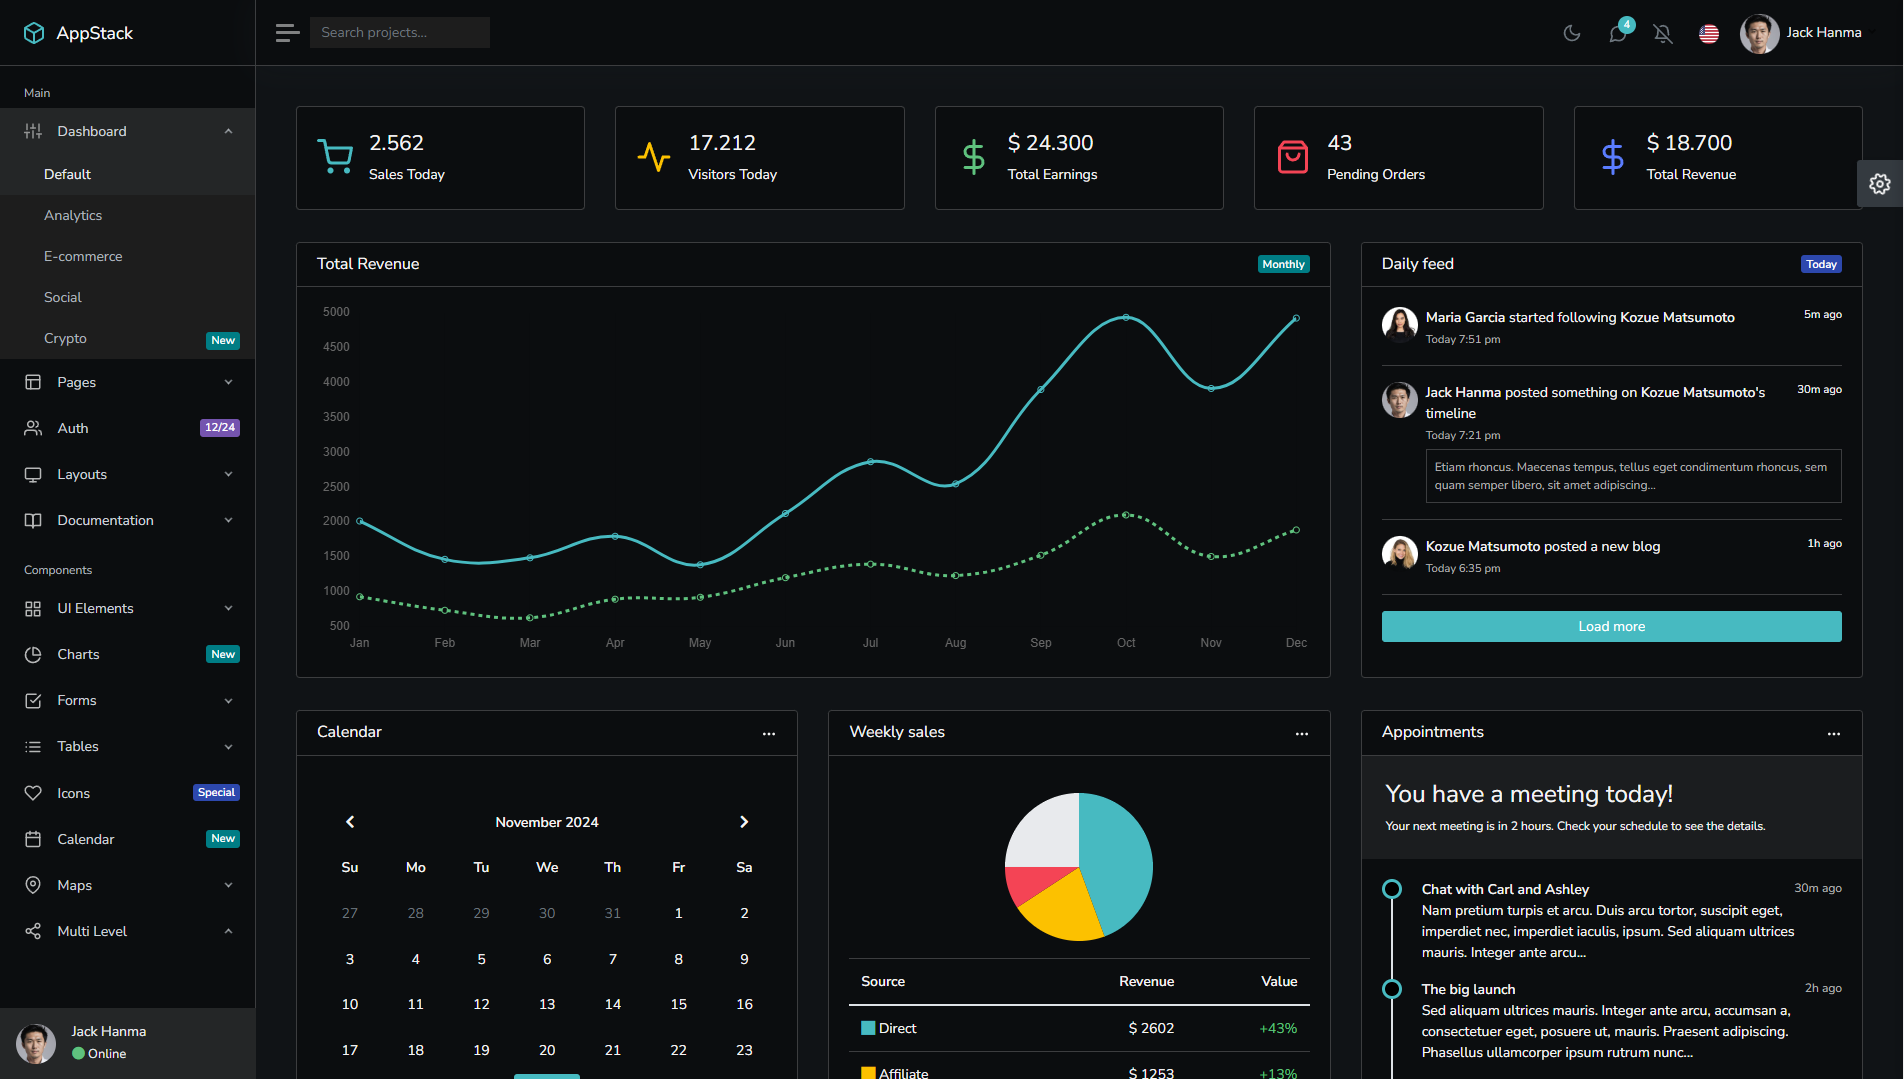 AppStack
Search projects...
4
Jack Hanma
Main
Dashboard
Default
Analytics
E-commerce
Social
Crypto
New
Pages
Auth
12/24
Layouts
Documentation
Components
UI Elements
Charts
New
Forms
Tables
Icons
Special
Calendar
New
Maps
Multi Level
Jack Hanma
Online
2.562
Sales Today
17.212
Visitors Today
$ 24.300
Total Earnings
43
Pending Orders
$ 18.700
Total Revenue
Total Revenue
Monthly
5000
4500
4000
3500
3000
2500
2000
1500
1000
500
Jan Feb Mar Apr May Jun Jul Aug Sep Oct Nov Dec
Daily feed
Today
Maria Garcia started following Kozue Matsumoto
5m ago
Today 7:51 pm
Jack Hanma posted something on Kozue Matsumoto's
30m ago
timeline
Today 7:21 pm
Etiam rhoncus. Maecenas tempus, tellus eget condimentum rhoncus, sem
quam semper libero, sit amet adipiscing...
Kozue Matsumoto posted a new blog
1h ago
Today 6:35 pm
Load more
Calendar
November 2024
Su Mo Tu We Th Fr Sa
27 28 29 30 31 1 2
3 4 5 6 7 8 9
10 11 12 13 14 15 16
17 18 19 20 21 22 23
Weekly sales
Source Revenue Value
Direct $ 2602 +43%
Affiliate $ 1253 +13%
Appointments
You have a meeting today!
Your next meeting is in 2 hours. Check your schedule to see the details.
Chat with Carl and Ashley
30m ago
Nam pretium turpis et arcu. Duis arcu tortor, suscipit eget,
imperdiet nec, imperdiet iaculis, ipsum. Sed aliquam ultrices
mauris. Integer ante arcu...
The big launch
2h ago
Sed aliquam ultrices mauris. Integer ante arcu, accumsan a,
consectetuer eget, posuere ut, mauris. Praesent adipiscing.
Phasellus ullamcorper ipsum rutrum nunc...